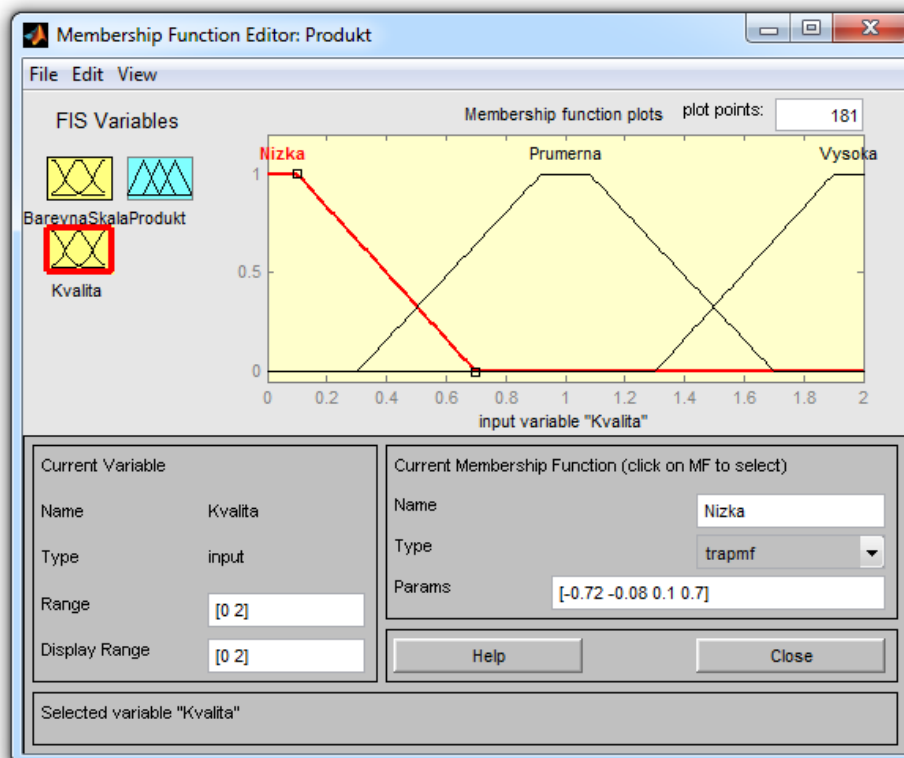 Membership Function Editor: Produkt
File Edit View
FIS Variables
BarevnaSkala
Produkt
Kvalita
Membership function plots
plot points:
181
Nizka
Prumerna
Vysoka
1
0.5
0
0 0.2 0.4 0.6 0.8 1 1.2 1.4 1.6 1.8 2
input variable "Kvalita"
Current Variable
Name Kvalita
Type input
Range [0 2]
Display Range [0 2]
Current Membership Function (click on MF to select)
Name Nizka
Type trapmf
Params [-0.72 -0.08 0.1 0.7]
Help
Close
Selected variable "Kvalita"